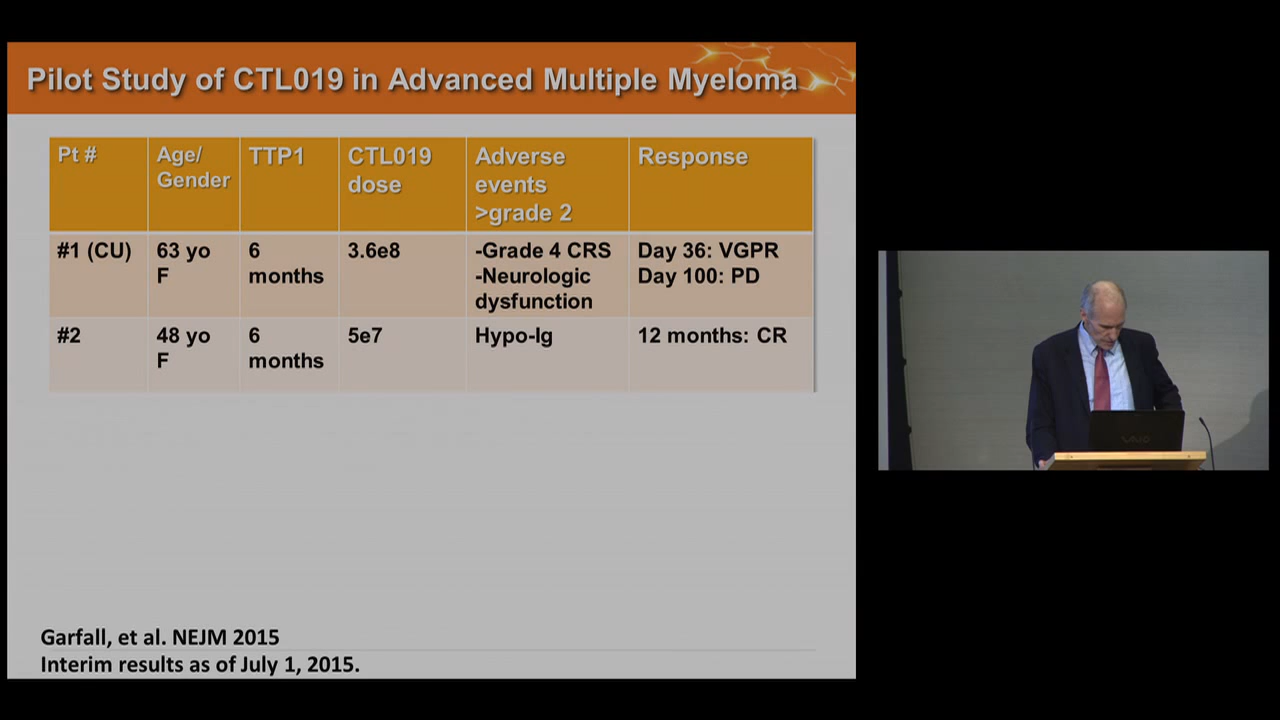 Pilot Study of CTL019 in Advanced Multiple Myeloma
Pt #
Age/
Gender
TTP1
CTL019
dose
Adverse
events
>grade 2
Response
#1 (CU)
63 yo
F
6
months
3.6e8
-Grade 4 CRS
-Neurologic
dysfunction
Day 36: VGPR
Day 100: PD
#2
48 yo
F
6
months
5e7
Hypo-Ig
12 months: CR
Garfall, et al. NEJM 2015
Interim results as of July 1, 2015.
VAIO